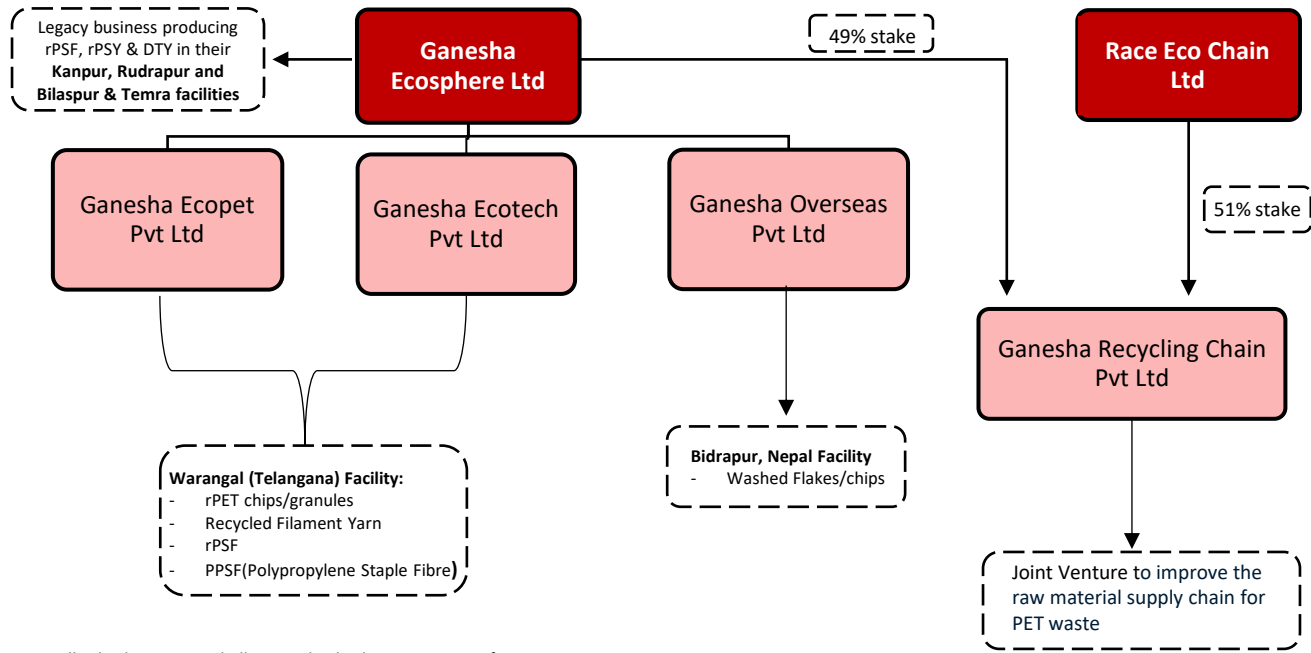 Legacy business producing
rPSF, rPSY & DTY in their
Kanpur, Rudrapur and
Bilaspur & Temra facilities
Ganesha
Ecosphere Ltd
49% stake
Race Eco Chain
Ltd
Ganesha Ecopet
Pvt Ltd
Ganesha Ecotech
Pvt Ltd
Ganesha Overseas
Pvt Ltd
51% stake
Ganesha Recycling Chain
Pvt Ltd
Warangal (Telangana) Facility:
- rPET chips/granules
- Recycled Filament Yarn
- rPSF
- PPSF(Polypropylene Staple Fibre)
Bidrapur, Nepal Facility
- Washed Flakes/chips
Joint Venture to improve the
raw material supply chain for
PET waste